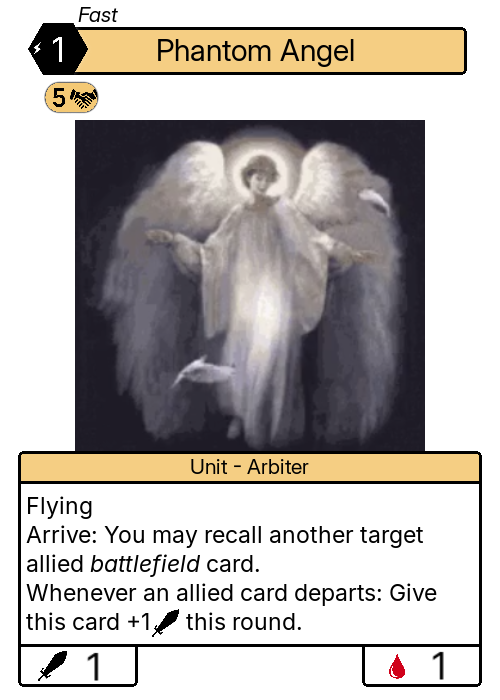 Fast
1
Phantom Angel
5
Unit - Arbiter
Flying
Arrive: You may recall another target
allied battlefield card.
Whenever an allied card departs: Give
this card +1 this round.
1
1